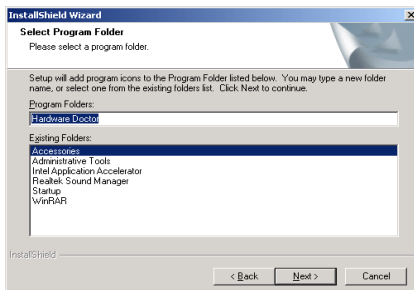 InstallShield Wizard
Select Program Folder
Please select a program folder.
Setup will add program icons to the Program Folder listed below. You may type a new folder
name, or select one from the existing folders list. Click Next to continue.
Program Folders:
Hardware Doctor
Existing Folders:
Accessories
Administrative Tools
Intel Application Accelerator
Realtek Sound Manager
Startup
WinRAR
InstallShield
< Back
Next >
Cancel